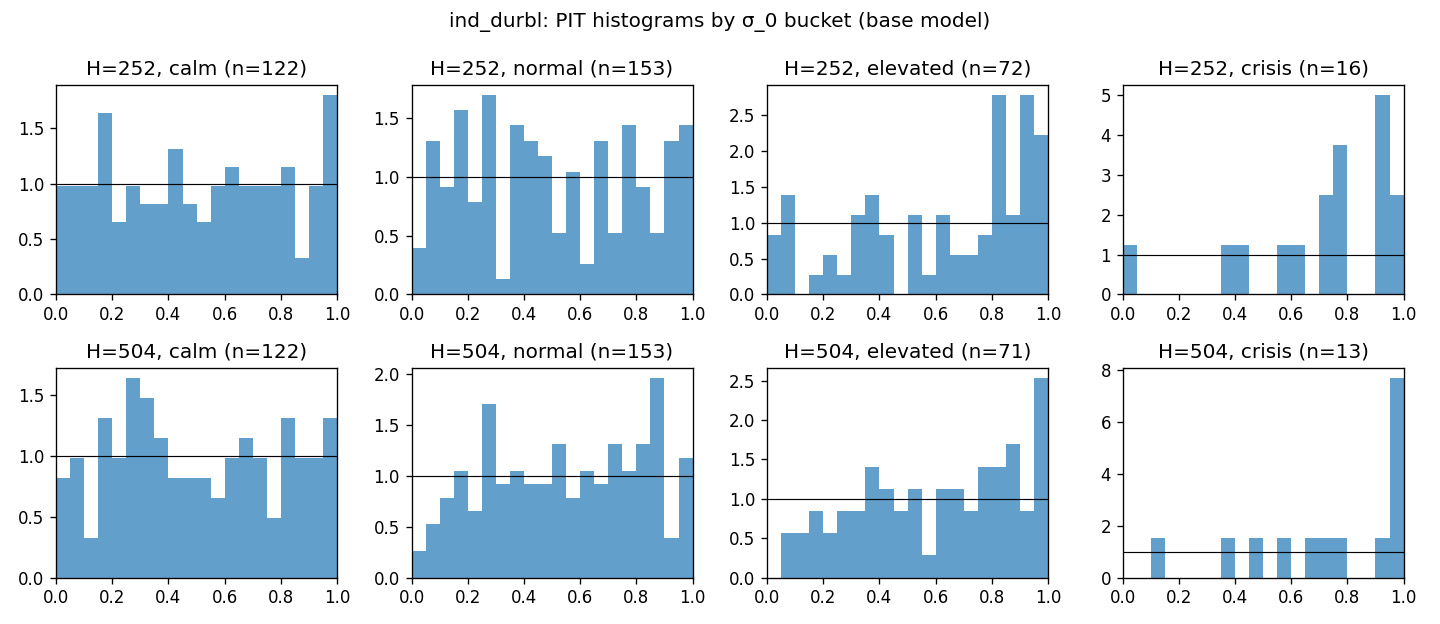 ind_durbl: PIT histograms by σ_0 bucket (base model)
H=252, calm (n=122)
H=252, normal (n=153)
H=252, elevated (n=72)
H=252, crisis (n=16)
1.5
1.0
0.5
0.0
0.0 0.2 0.4 0.6 0.8 1.0
1.5
1.0
0.5
0.0
0.0 0.2 0.4 0.6 0.8 1.0
2.5
2.0
1.5
1.0
0.5
0.0
0.0 0.2 0.4 0.6 0.8 1.0
5
4
3
2
1
0
0.0 0.2 0.4 0.6 0.8 1.0
H=504, calm (n=122)
H=504, normal (n=153)
H=504, elevated (n=71)
H=504, crisis (n=13)
1.5
1.0
0.5
0.0
0.0 0.2 0.4 0.6 0.8 1.0
2.0
1.5
1.0
0.5
0.0
0.0 0.2 0.4 0.6 0.8 1.0
2.5
2.0
1.5
1.0
0.5
0.0
0.0 0.2 0.4 0.6 0.8 1.0
8
6
4
2
0
0.0 0.2 0.4 0.6 0.8 1.0